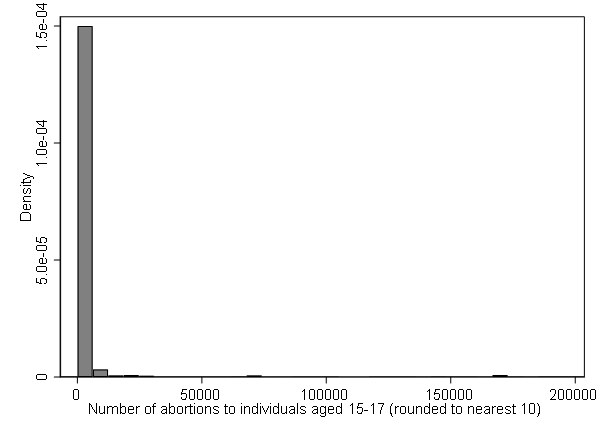 1.5e-04
1.0e-04
5.0e-05
0
Density
0 50000 100000 150000 200000
Number of abortions to individuals aged 15-17 (rounded to nearest 10)